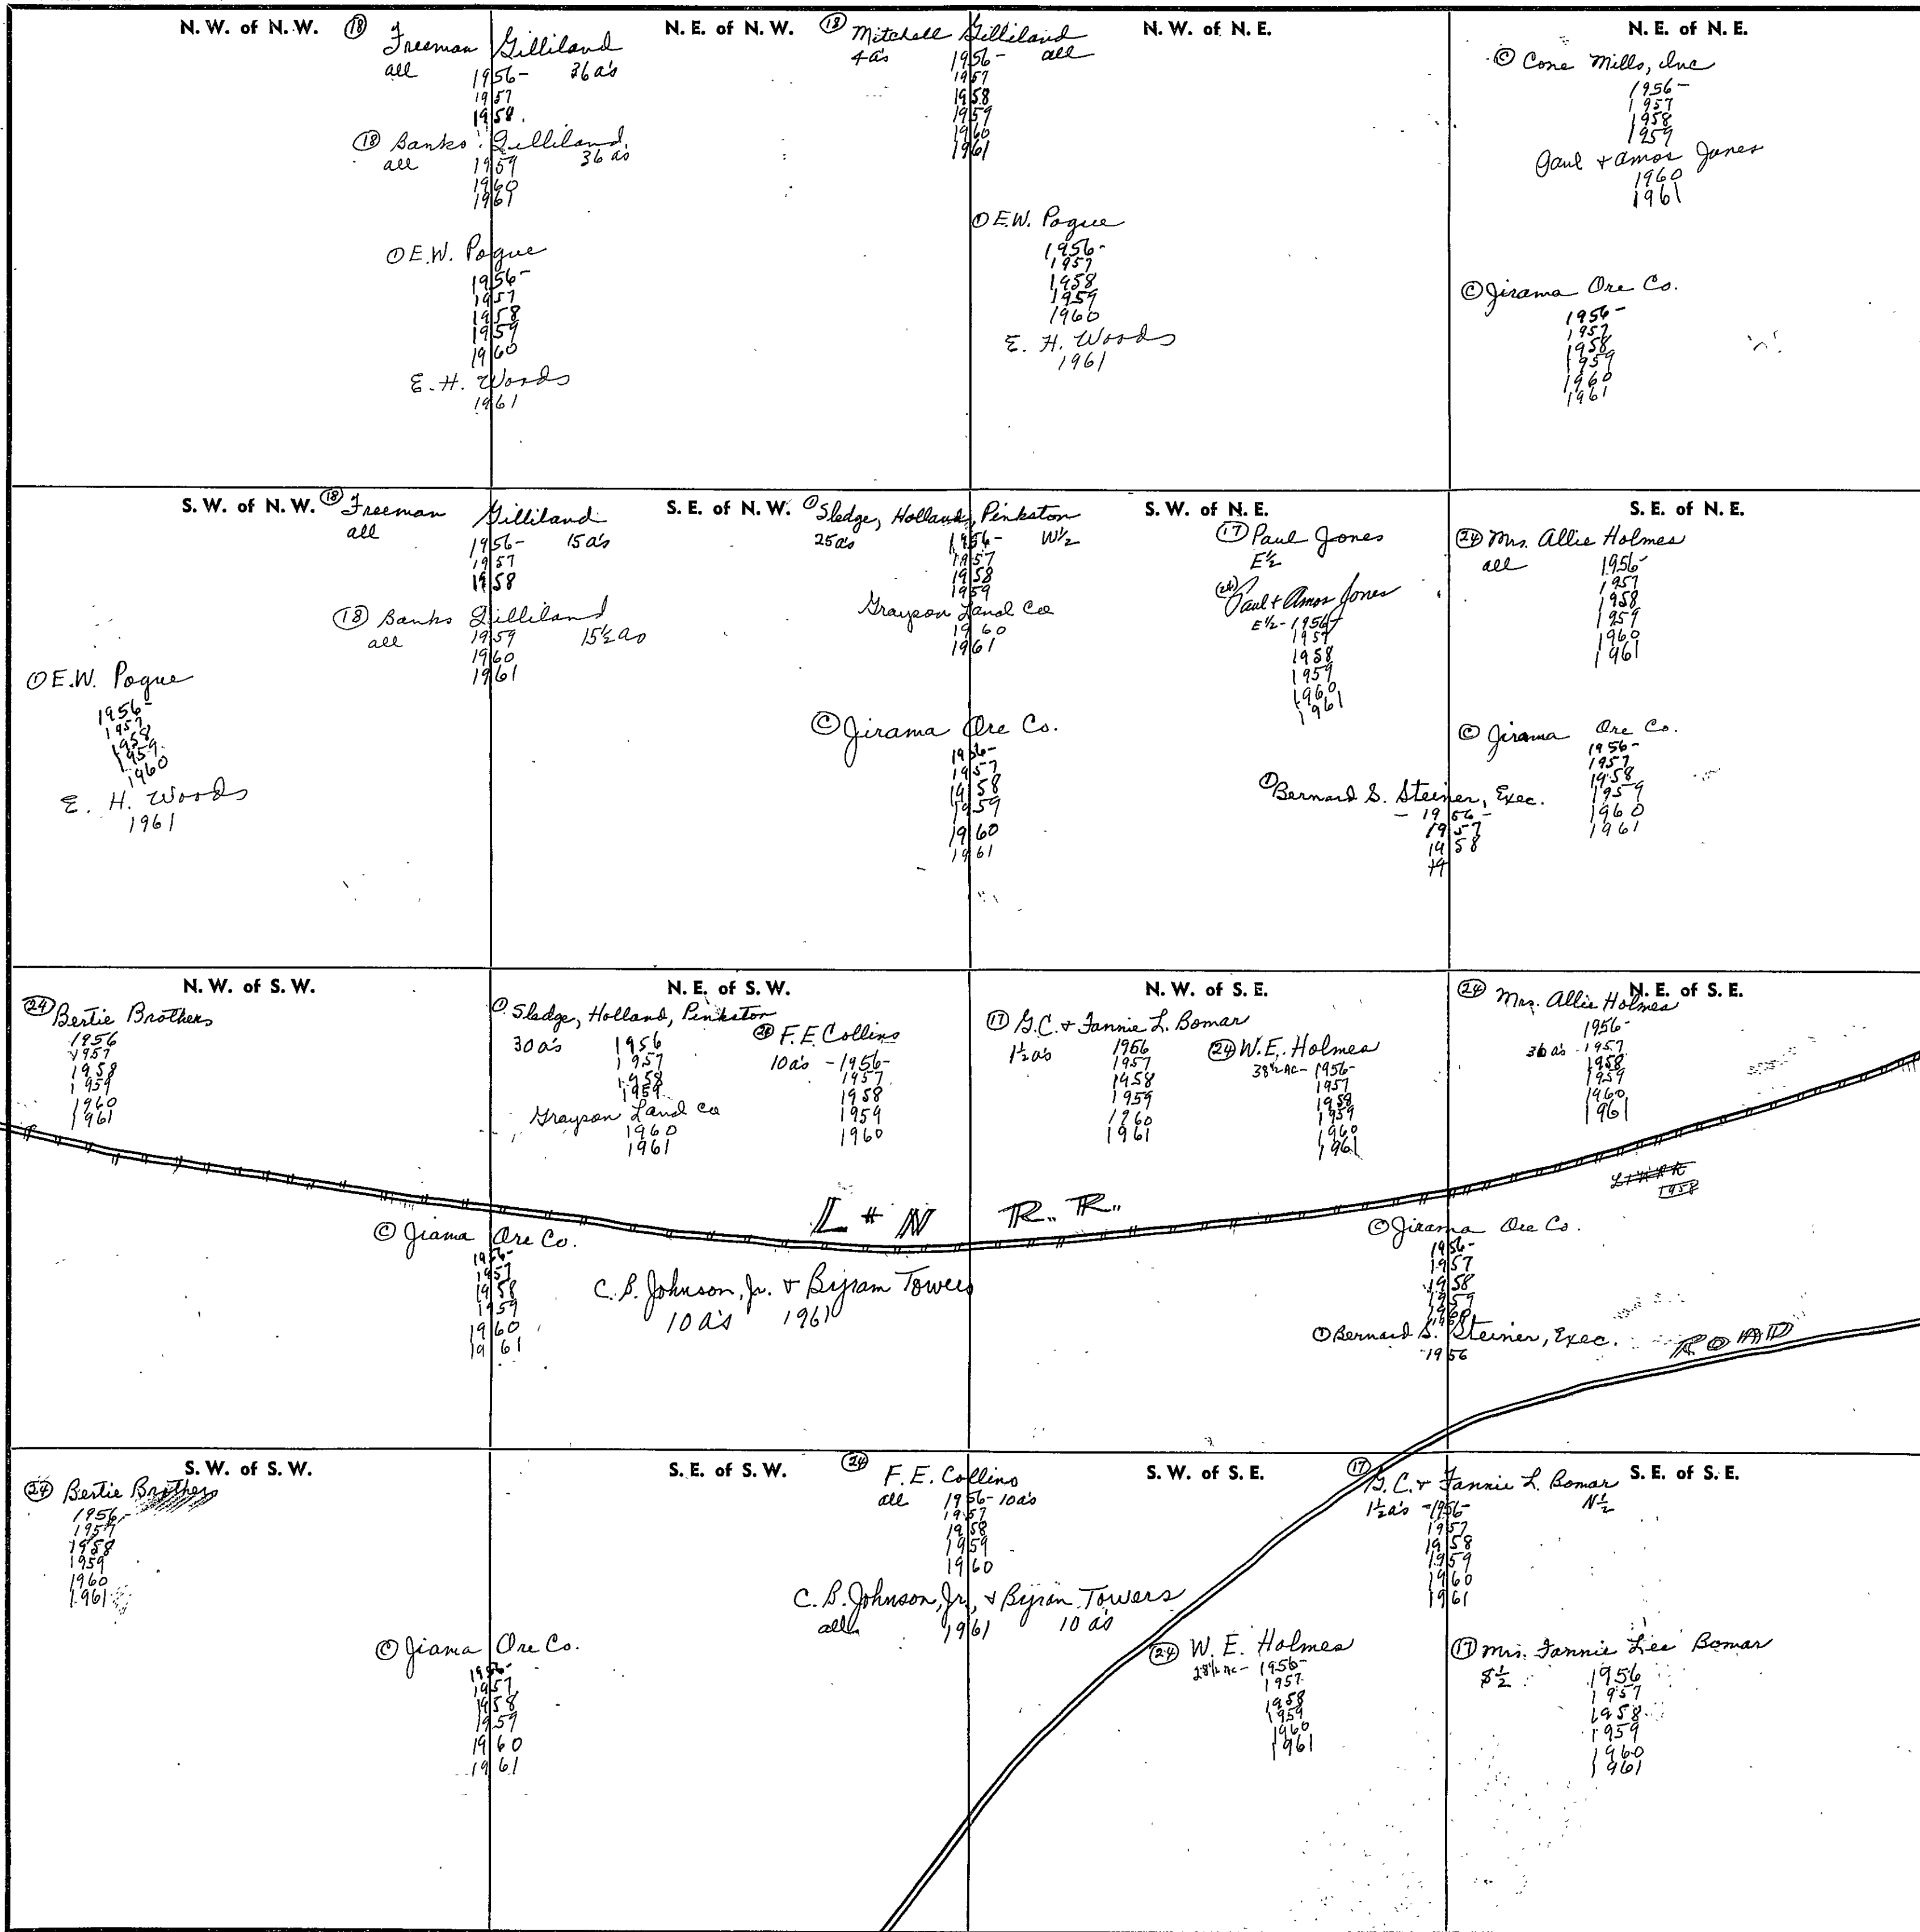 N. W. of N. W.
⑱ Freeman Gilliland
all 1956- 36 a's
1957
1958
⑱ Banks Gilliland
all 1959 36 as
1960
1961
① E.W. Pogue
1956-
1957
1958
1959
1960
E. H. Woods
1961
N. E. of N. W.
⑱ Mitchell Gilliland
4 a's 1956- all
1957
1958
1959
1960
1961
N. W. of N. E.
① E.W. Pogue
1956-
1957
1958
1959
1960
E. H. Woods
1961
N. E. of N. E.
© Cone Mills, Inc
1956-
1957
1958
1959
Paul + Amos Jones
1960
1961
© Jirama Ore Co.
1956-
1957
1958
1959
1960
1961
S. W. of N. W.
⑱ Freeman Gilliland
all 1956- 15 a's
1957
1958
⑱ Banks Gilliland
all 1959 15½ as
1960
1961
① E.W. Pogue
1956-
1957
1958
1959
1960
E. H. Woods
1961
S. E. of N. W.
① Sledge, Holland, Pinkston
25 a's 1956- W½
1957
1958
1959
Grayson Land Co
1960
1961
© Jirama Ore Co.
1956-
1957
1958
1959
1960
1961
S. W. of N. E.
⑰ Paul Jones
E½
(24) Paul + Amos Jones
E½ - 1956-
1957
1958
1959
1960
1961
① Bernard S. Steiner, Exec.
- 1956 -
1957
1958
19
S. E. of N. E.
㉔ Mrs. Allie Holmes
all 1956-
1957
1958
1959
1960
1961
© Jirama Ore Co.
1956-
1957
1958
1959
1960
1961
N. W. of S. W.
㉔ Bertie Brothers
1956
1957
1958
1959
1960
1961
© Jiama Ore Co.
1956-
1957
1958
1959
1960
1961
N. E. of S. W.
① Sledge, Holland, Pinkston
30 a's 1956
1957
1958
1959
Grayson Land Co
1960
1961
㉔ F. E. Collins
10 a's - 1956-
1957
1958
1959
1960
L + N R. R.
C. B. Johnson, Jr. + Byram Towers
10 a's 1961
N. W. of S. E.
⑰ G.C. + Fannie L. Bomar
1½ a's 1956
1957
1958
1959
1960
1961
㉔ W. E. Holmes
38½ AC - 1956-
1957
1958
1959
1960
1961
N. E. of S. E.
㉔ Mrs. Allie Holmes
1956-
36 a's 1957
1958
1959
1960
1961
1958
© Jirama Ore Co.
1956-
1957
1958
1959
1960
① Bernard S. Steiner, Exec.
1956
ROAD
S. W. of S. W.
㉔ Bertie Brothers
1956-
1957
1958
1959
1960
1961
© Jiama Ore Co.
1956-
1957
1958
1959
1960
1961
S. E. of S. W.
㉔ F. E. Collins
all 1956- 10 a's
1957
1958
1959
1960
C. B. Johnson, Jr., + Byran Towers
all 1961 10 a's
S. W. of S. E.
㉔ W. E. Holmes
28½ Ac - 1956-
1957
1958
1959
1960
1961
S. E. of S. E.
⑰ G. C. + Fannie L. Bomar
1½ a's - 1956- N½
1957
1958
1959
1960
1961
⑰ Mrs. Fannie Lee Bomar
S½ 1956
1957
1958
1959
1960
1961